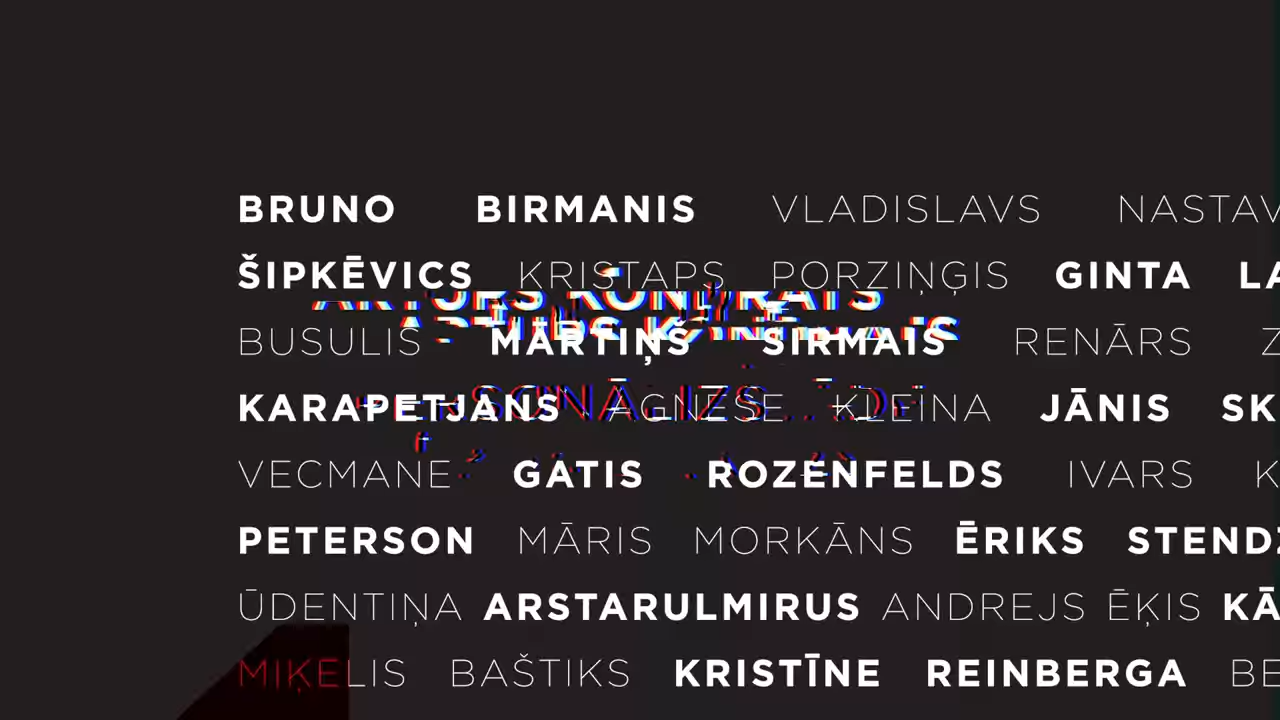 BRUNO BIRMANIS VLADISLAVS NASTAV
ŠIPKĒVICS KRISTAPS PORZIŅĢIS GINTA LA
BUSULIS MĀRTIŅŠ SIRMAIS RENĀRS Z
KARAPETJANS AGNESE KLEINA JĀNIS SK
VECMANE GATIS ROZENFELDS IVARS K
PETERSON MĀRIS MORKĀNS ĒRIKS STENDZ
ŪDENTIŅA ARSTARULMIRUS ANDREJS ĒĶIS KĀ
MIĶELIS BAŠTIKS KRISTĪNE REINBERGA BE